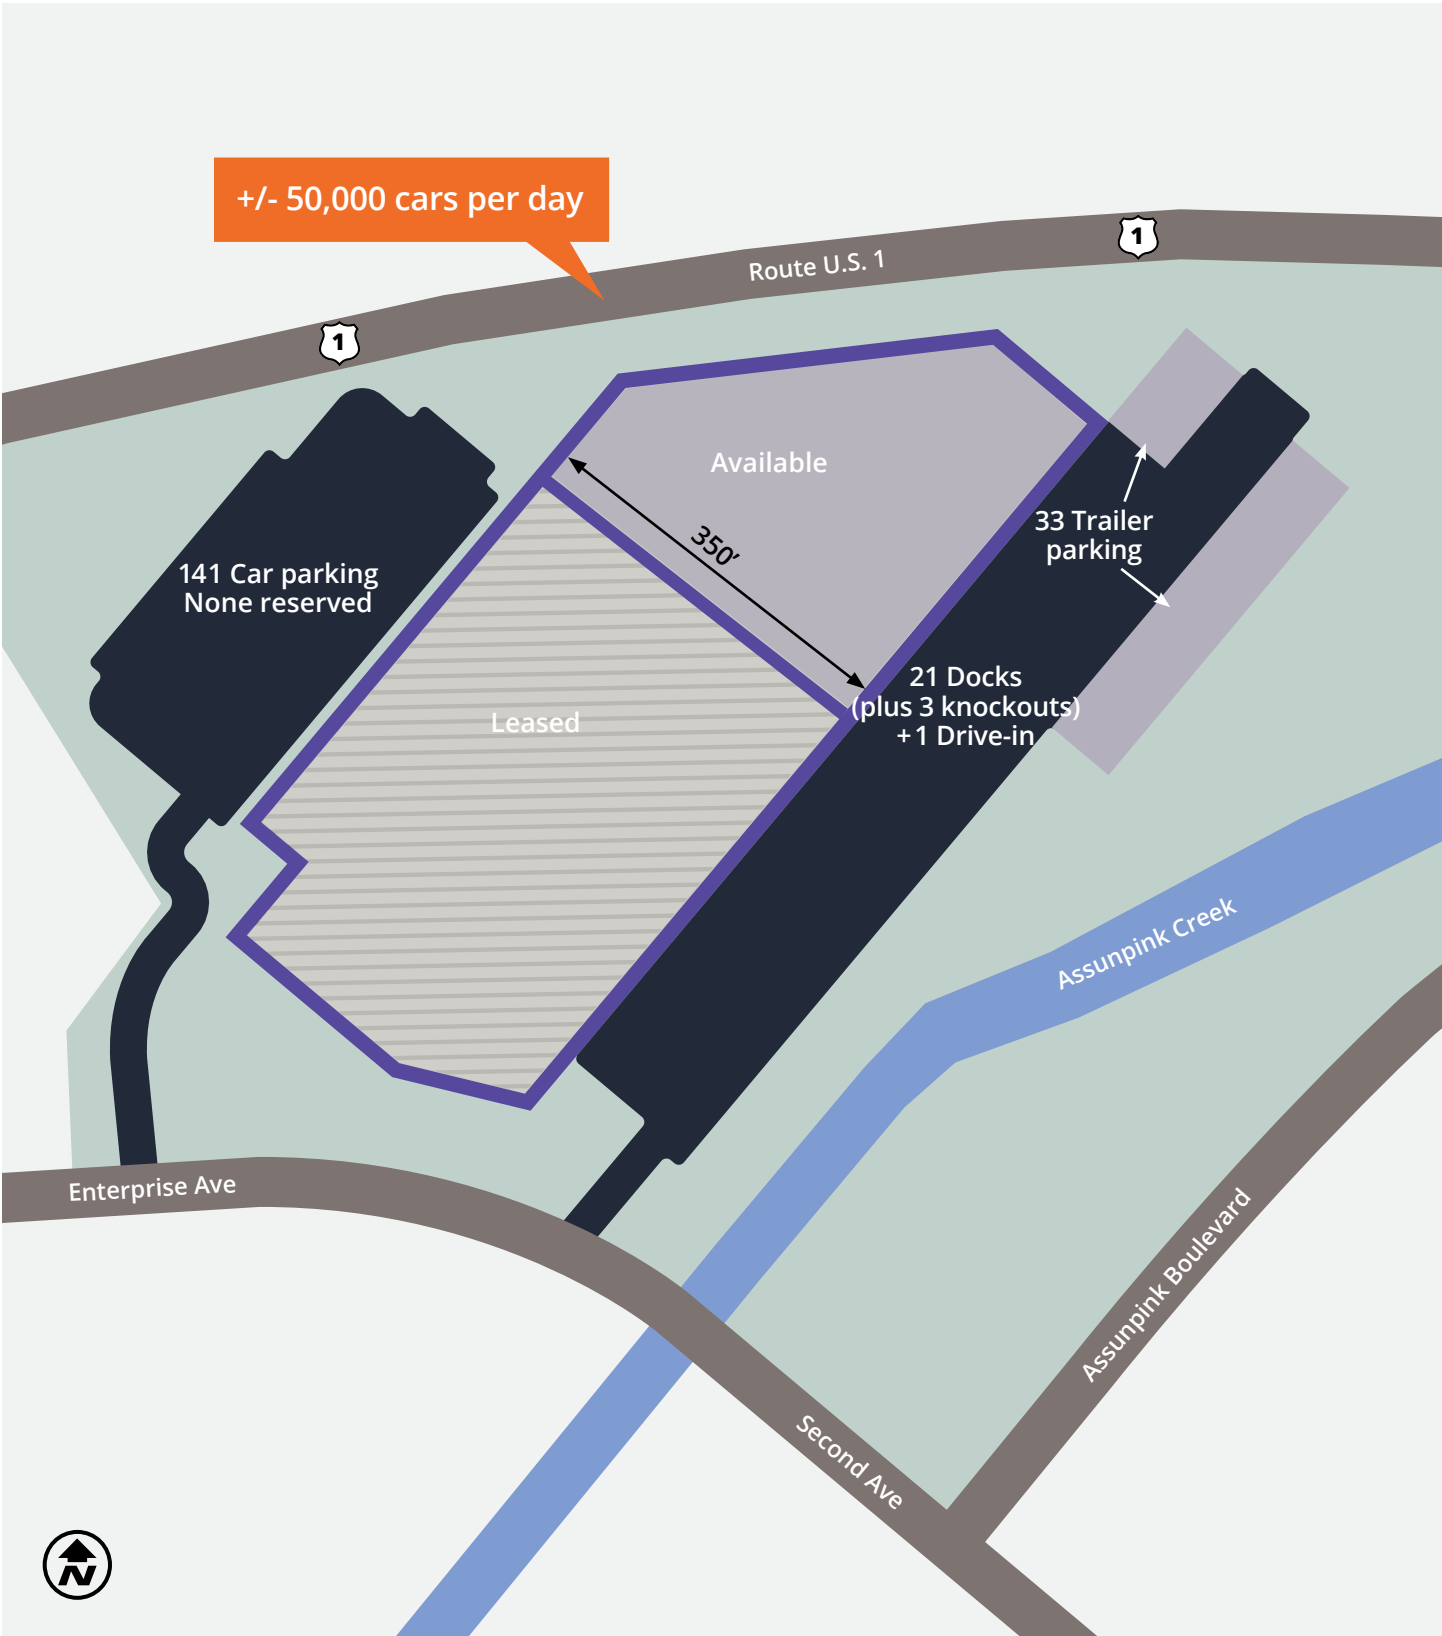 +/- 50,000 cars per day
1
Route U.S. 1
1
Available
350’
33 Trailer
parking
141 Car parking
None reserved
21 Docks
(plus 3 knockouts)
+1 Drive-in
Leased
Assunpink Creek
Enterprise Ave
Assunpink Boulevard
Second Ave
N